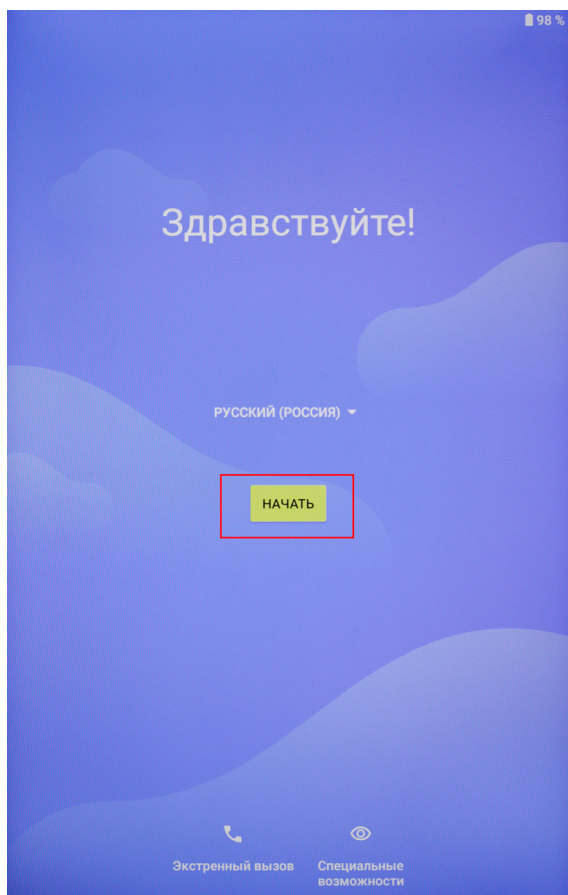 98 %
Здравствуйте!
РУССКИЙ (РОССИЯ)
НАЧАТЬ
Экстренный вызов
Специальные
возможности